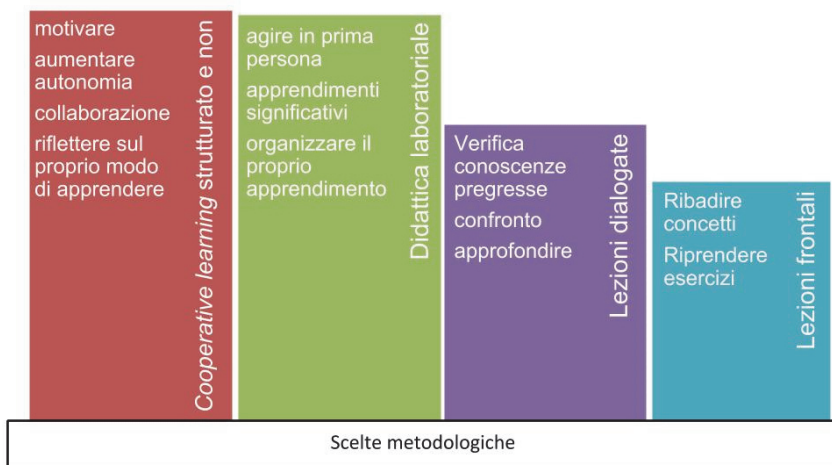 motivare
aumentare
autonomia
collaborazione
riflettere sul
proprio modo
di apprendere
Cooperative learning strutturato e non
agire in prima
persona
apprendimenti
significativi
organizzare il
proprio
apprendimento
Didattica laboratoriale
Verifica
conoscenze
pregresse
confronto
approfondire
Lezioni dialogate
Ribadire
concetti
Riprendere
esercizi
Lezioni frontali
Scelte metodologiche